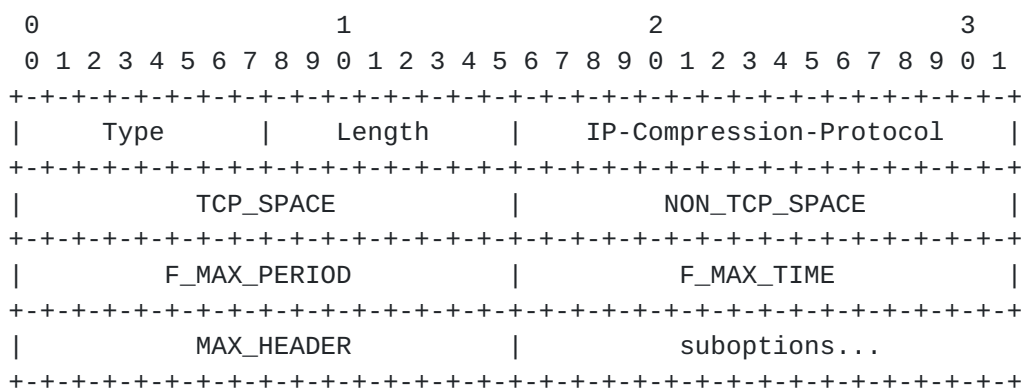 0                   1                   2                   3
0 1 2 3 4 5 6 7 8 9 0 1 2 3 4 5 6 7 8 9 0 1 2 3 4 5 6 7 8 9 0 1
+-+-+-+-+-+-+-+-+-+-+-+-+-+-+-+-+-+-+-+-+-+-+-+-+-+-+-+-+-+-+-+-+
|     Type      |    Length     |    IP-Compression-Protocol    |
+-+-+-+-+-+-+-+-+-+-+-+-+-+-+-+-+-+-+-+-+-+-+-+-+-+-+-+-+-+-+-+-+
|           TCP_SPACE           |         NON_TCP_SPACE         |
+-+-+-+-+-+-+-+-+-+-+-+-+-+-+-+-+-+-+-+-+-+-+-+-+-+-+-+-+-+-+-+-+
|         F_MAX_PERIOD          |          F_MAX_TIME           |
+-+-+-+-+-+-+-+-+-+-+-+-+-+-+-+-+-+-+-+-+-+-+-+-+-+-+-+-+-+-+-+-+
|           MAX_HEADER          |          suboptions...
+-+-+-+-+-+-+-+-+-+-+-+-+-+-+-+-+-+-+-+-+-+-+-+-+-+-+-+-+-+-+-+-+